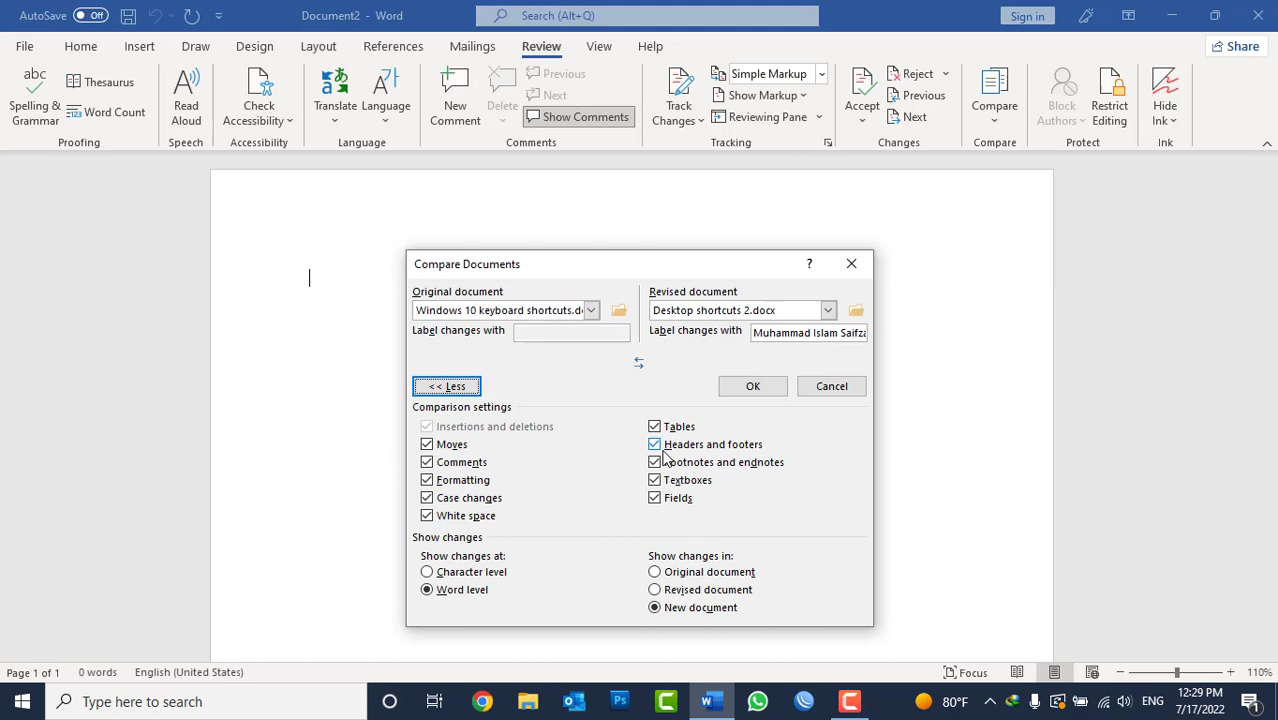 AutoSave Off Document2 - Word Search (Alt+Q) Sign in
File Home Insert Draw Design Layout References Mailings Review View Help Share
Spelling & Grammar
Thesaurus
Word Count
Proofing
Read Aloud
Speech
Check Accessibility
Accessibility
Translate
Language
Language
New Comment
Delete
Previous
Next
Show Comments
Comments
Track Changes
Simple Markup
Show Markup
Reviewing Pane
Tracking
Accept
Reject
Previous
Next
Changes
Compare
Compare
Block Authors
Restrict Editing
Protect
Hide Ink
Ink
Compare Documents ?
Original document Revised document
Windows 10 keyboard shortcuts. Desktop shortcuts 2.docx
Label changes with Label changes with Muhammad Islam
<< Less OK Cancel
Comparison settings
Insertions and deletions Tables
Moves Headers and footers
Comments and endnotes
Formatting Textboxes
Case changes Fields
White space
Show changes
Show changes at: Show changes in:
Character level Original document
Word level Revised document
New document
Page 1 of 1 0 words English (United States) Focus 110%
Type here to search 80°F ENG 12:29 PM
7/17/2022